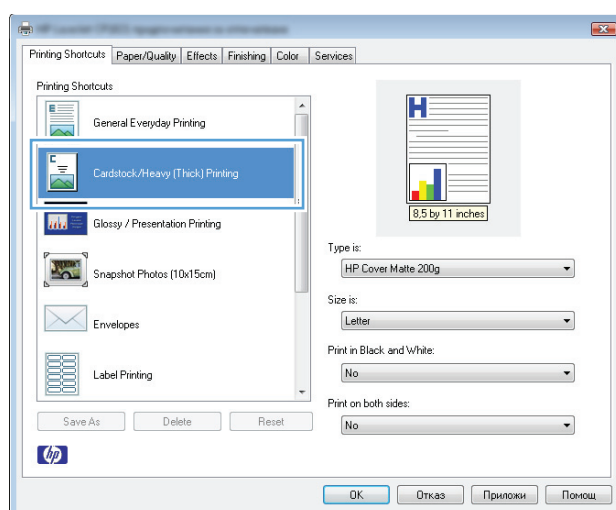 Printing Shortcuts Paper/Quality Effects Finishing Color Services
Printing Shortcuts
General Everyday Printing
Cardstock/Heavy (Thick) Printing
Glossy / Presentation Printing
Snapshot Photos (10x15cm)
Envelopes
Label Printing
Save As Delete Reset
H
8,5 by 11 inches
Type is:
HP Cover Matte 200g
Size is:
Letter
Print in Black and White:
No
Print on both sides:
No
hp
OK Отказ Приложи Помощ